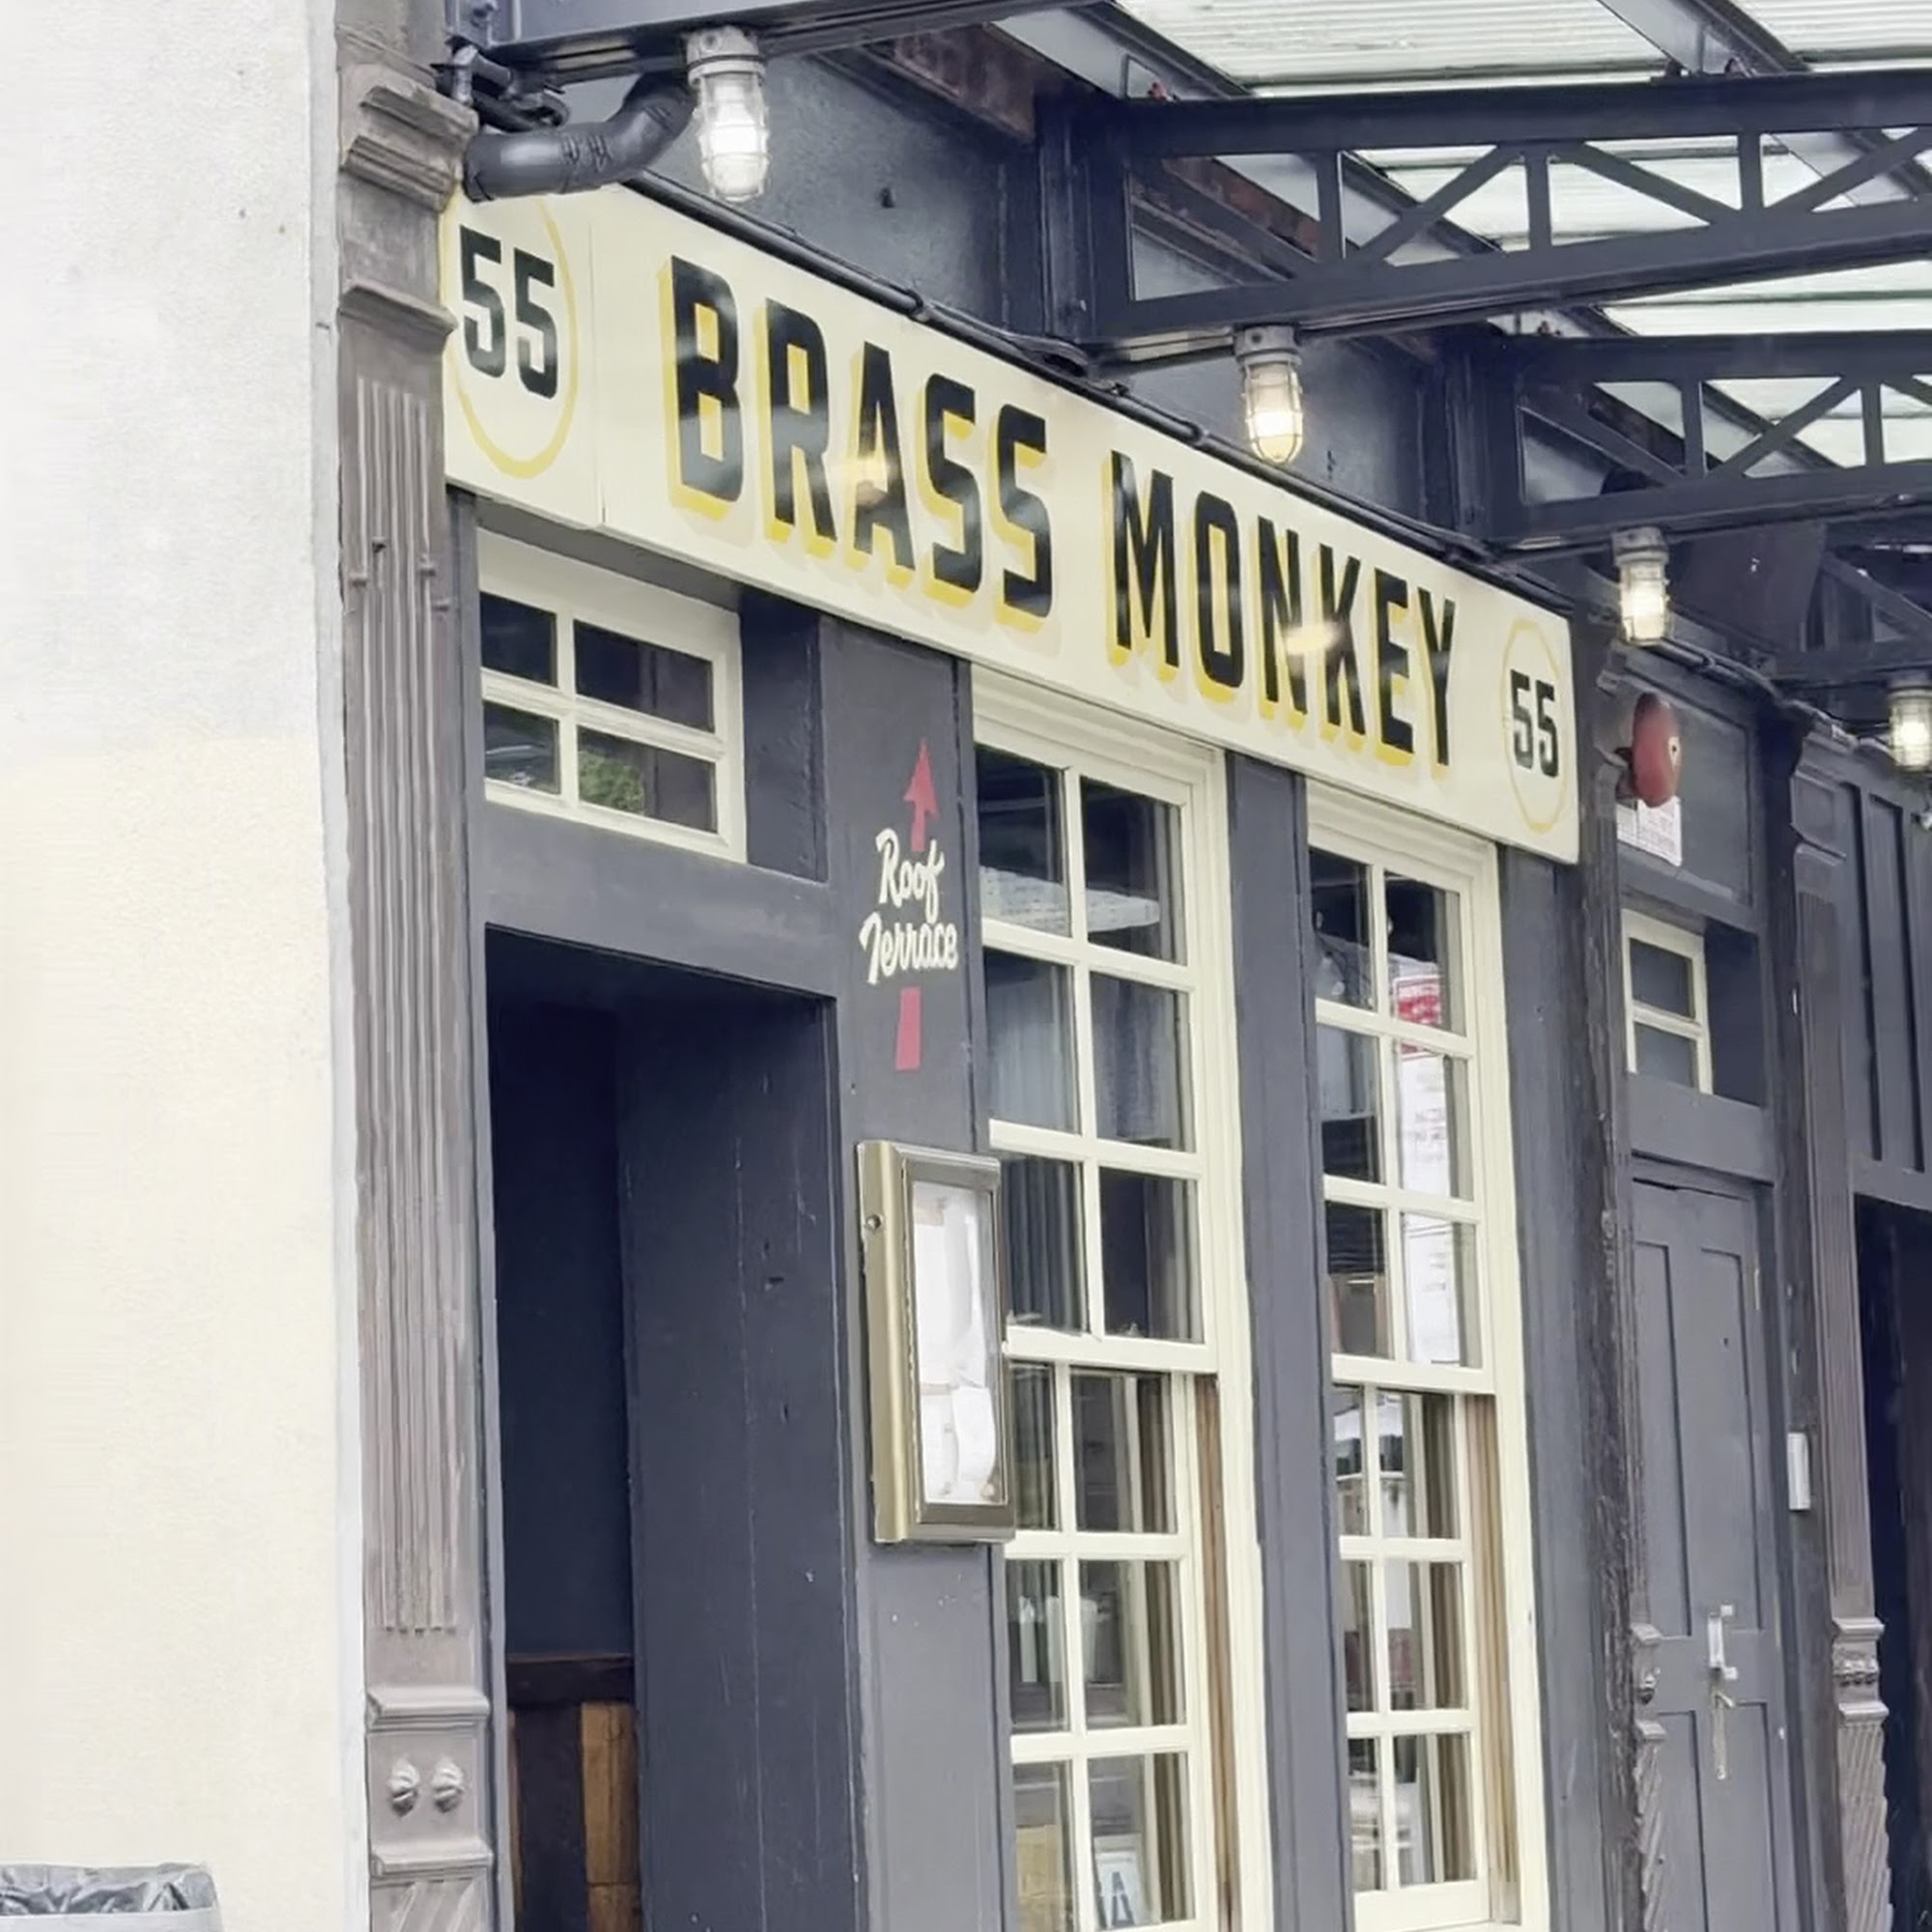 55 BRASS MONKEY 55
Roof
Terrace
A